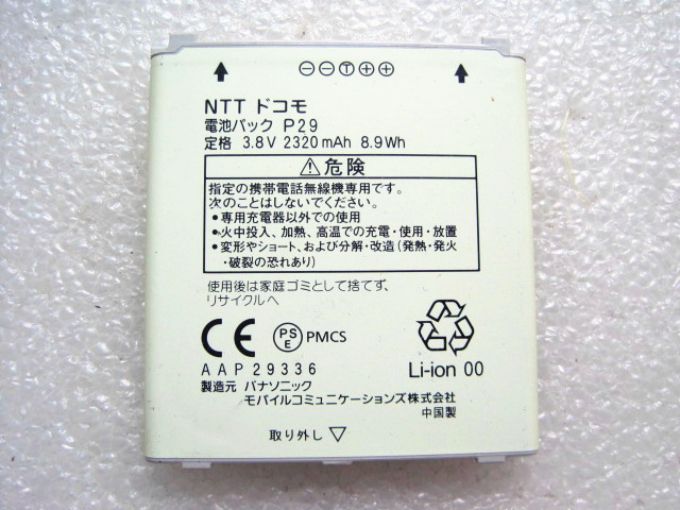 ⊖⊖Ⓣ⊕⊕
NTT ドコモ
電池パック P29
定格 3.8V 2320mAh 8.9Wh
⚠危険
指定の携帯電話無線機専用です。
次のことはしないでください。
●専用充電器以外での使用
●火中投入、加熱、高温での充電・使用・放置
●変形やショート、および分解・改造(発熱・発火
・破裂の恐れあり)
使用後は家庭ゴミとして捨てず、
リサイクルへ
CE PSE PMCS
AAP29336
Li-ion 00
製造元 パナソニック
モバイルコミュニケーションズ株式会社
中国製
取り外し▽